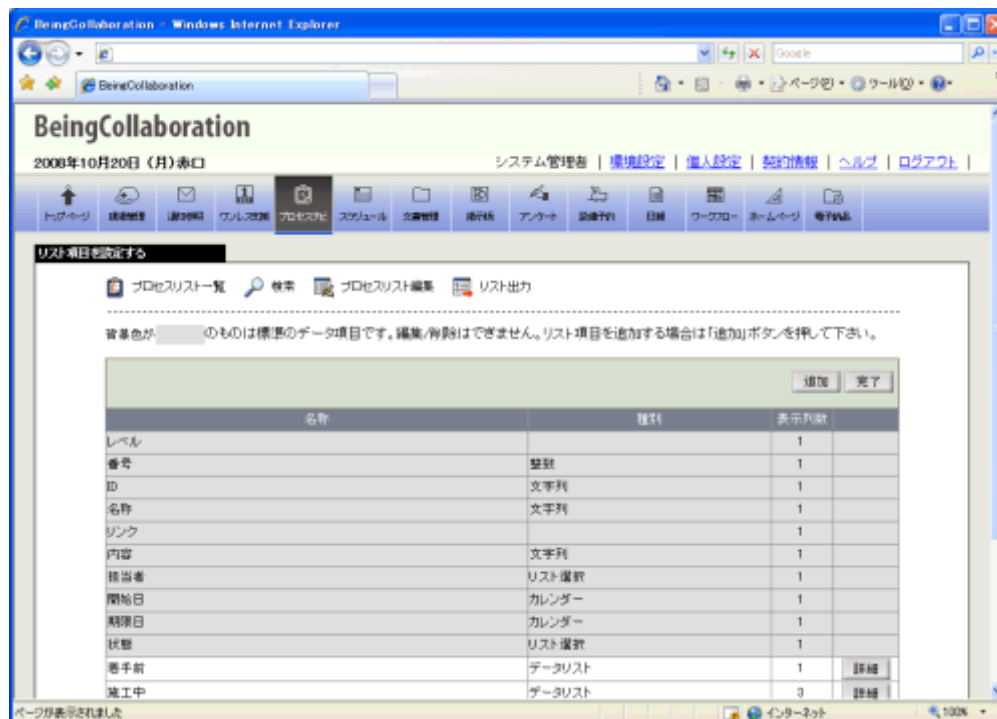 BeingCollaboration - Windows Internet Explorer
Google
BeingCollaboration
ページ(P) ツール(O)
BeingCollaboration
2008年10月20日 (月)赤口
システム管理者 | 環境設定 | 個人設定 | 契約情報 | ヘルプ | ログアウト |
トップページ プロセスナビ スケジュール 文書管理 掲示板 アンケート 設備予約 日報 ワークフロー ホームページ 電子納品
リスト項目を設定する
プロセスリスト一覧 検索 プロセスリスト編集 リスト出力
背景色が のものは標準のデータ項目です。編集/削除はできません。リスト項目を追加する場合は「追加」ボタンを押して下さい。
追加 完了
名称 種別 表示列数
レベル 1
番号 整数 1
ID 文字列 1
名称 文字列 1
リンク 1
内容 文字列 1
担当者 リスト選択 1
開始日 カレンダー 1
期限日 カレンダー 1
状態 リスト選択 1
着手前 データリスト 1 詳細
施工中 データリスト 3 詳細
ページが表示されました インターネット 100%